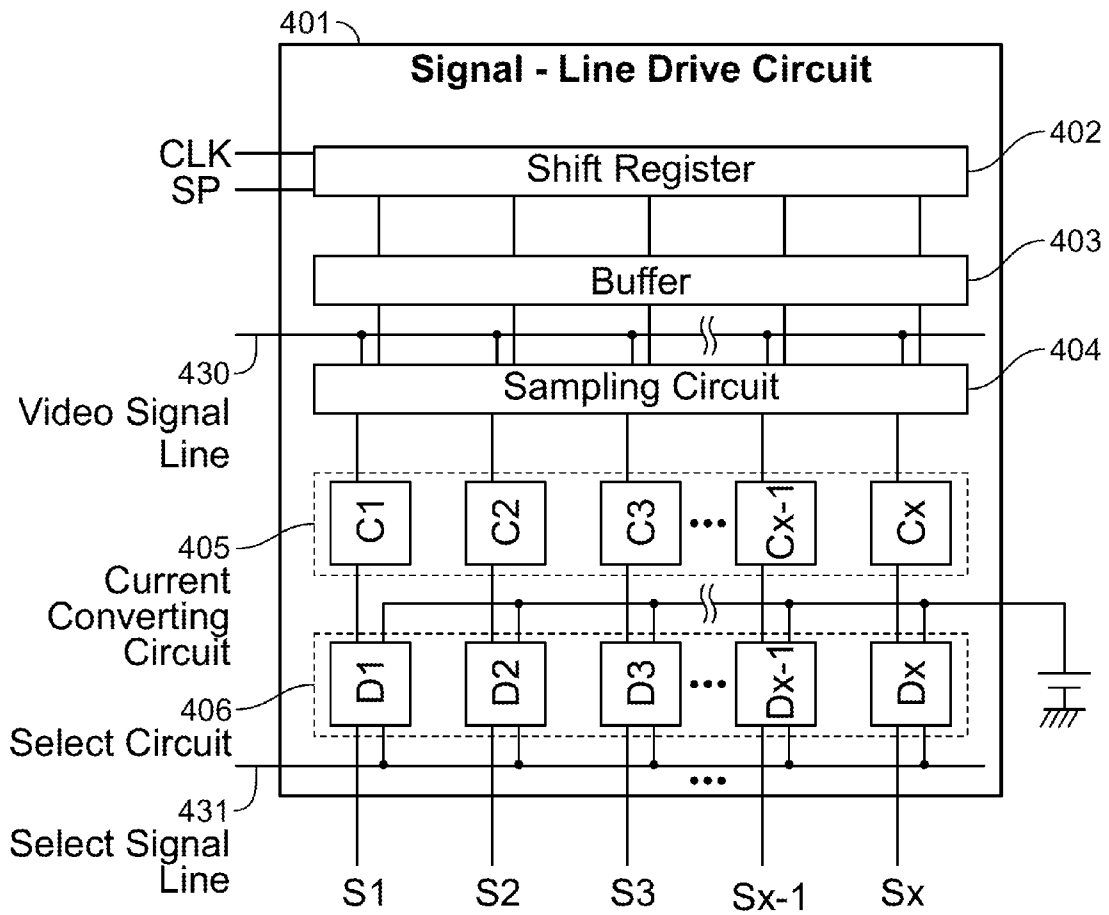 401
Signal - Line Drive Circuit
402
CLK
SP
Shift Register
403
Buffer
430
404
Sampling Circuit
Video Signal
Line
C1
C2
C3
...
Cx-1
Cx
405
Current
Converting
Circuit
D1
D2
D3
...
Dx-1
Dx
406
Select Circuit
...
431
Select Signal
Line
S1
S2
S3
Sx-1
Sx